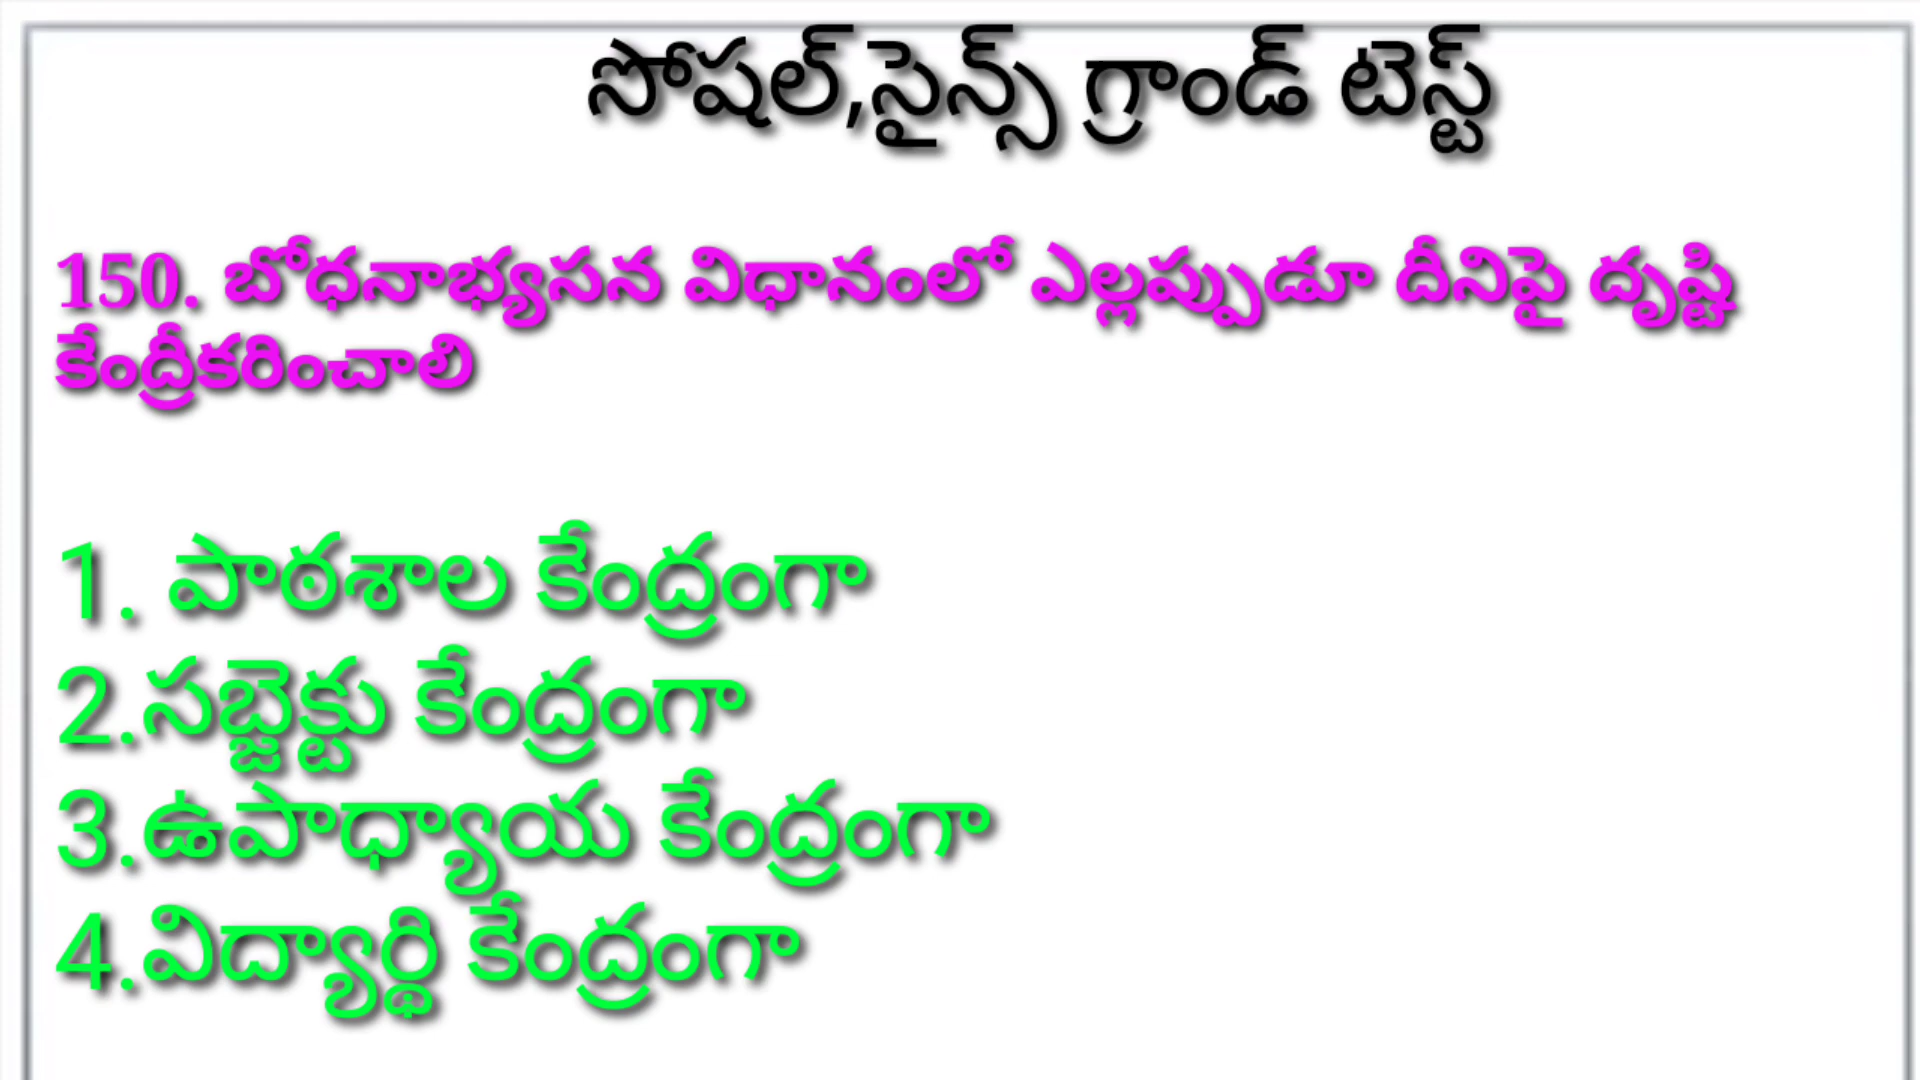 సోషల్,సైన్స్ గ్రాండ్ టెస్ట్
150. బోధనాభ్యసన విధానంలో ఎల్లప్పుడూ దీనిపై దృష్టి
కేంద్రీకరించాలి
1. పాఠశాల కేంద్రంగా
2.సబ్జెక్టు కేంద్రంగా
3.ఉపాధ్యాయ కేంద్రంగా
4.విద్యార్థి కేంద్రంగా